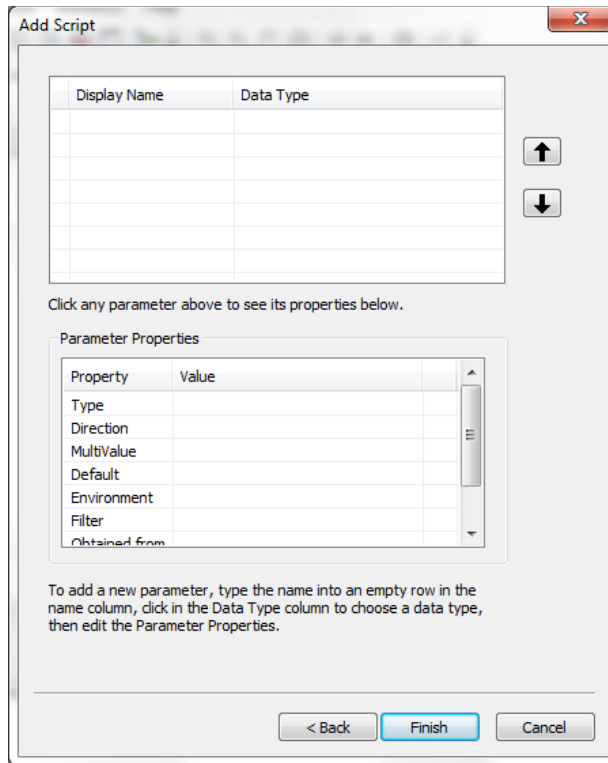 Add Script
Display Name Data Type
Click any parameter above to see its properties below.
Parameter Properties
Property Value
Type
Direction
MultiValue
Default
Environment
Filter
Obtained from
To add a new parameter, type the name into an empty row in the
name column, click in the Data Type column to choose a data type,
then edit the Parameter Properties.
< Back Finish Cancel